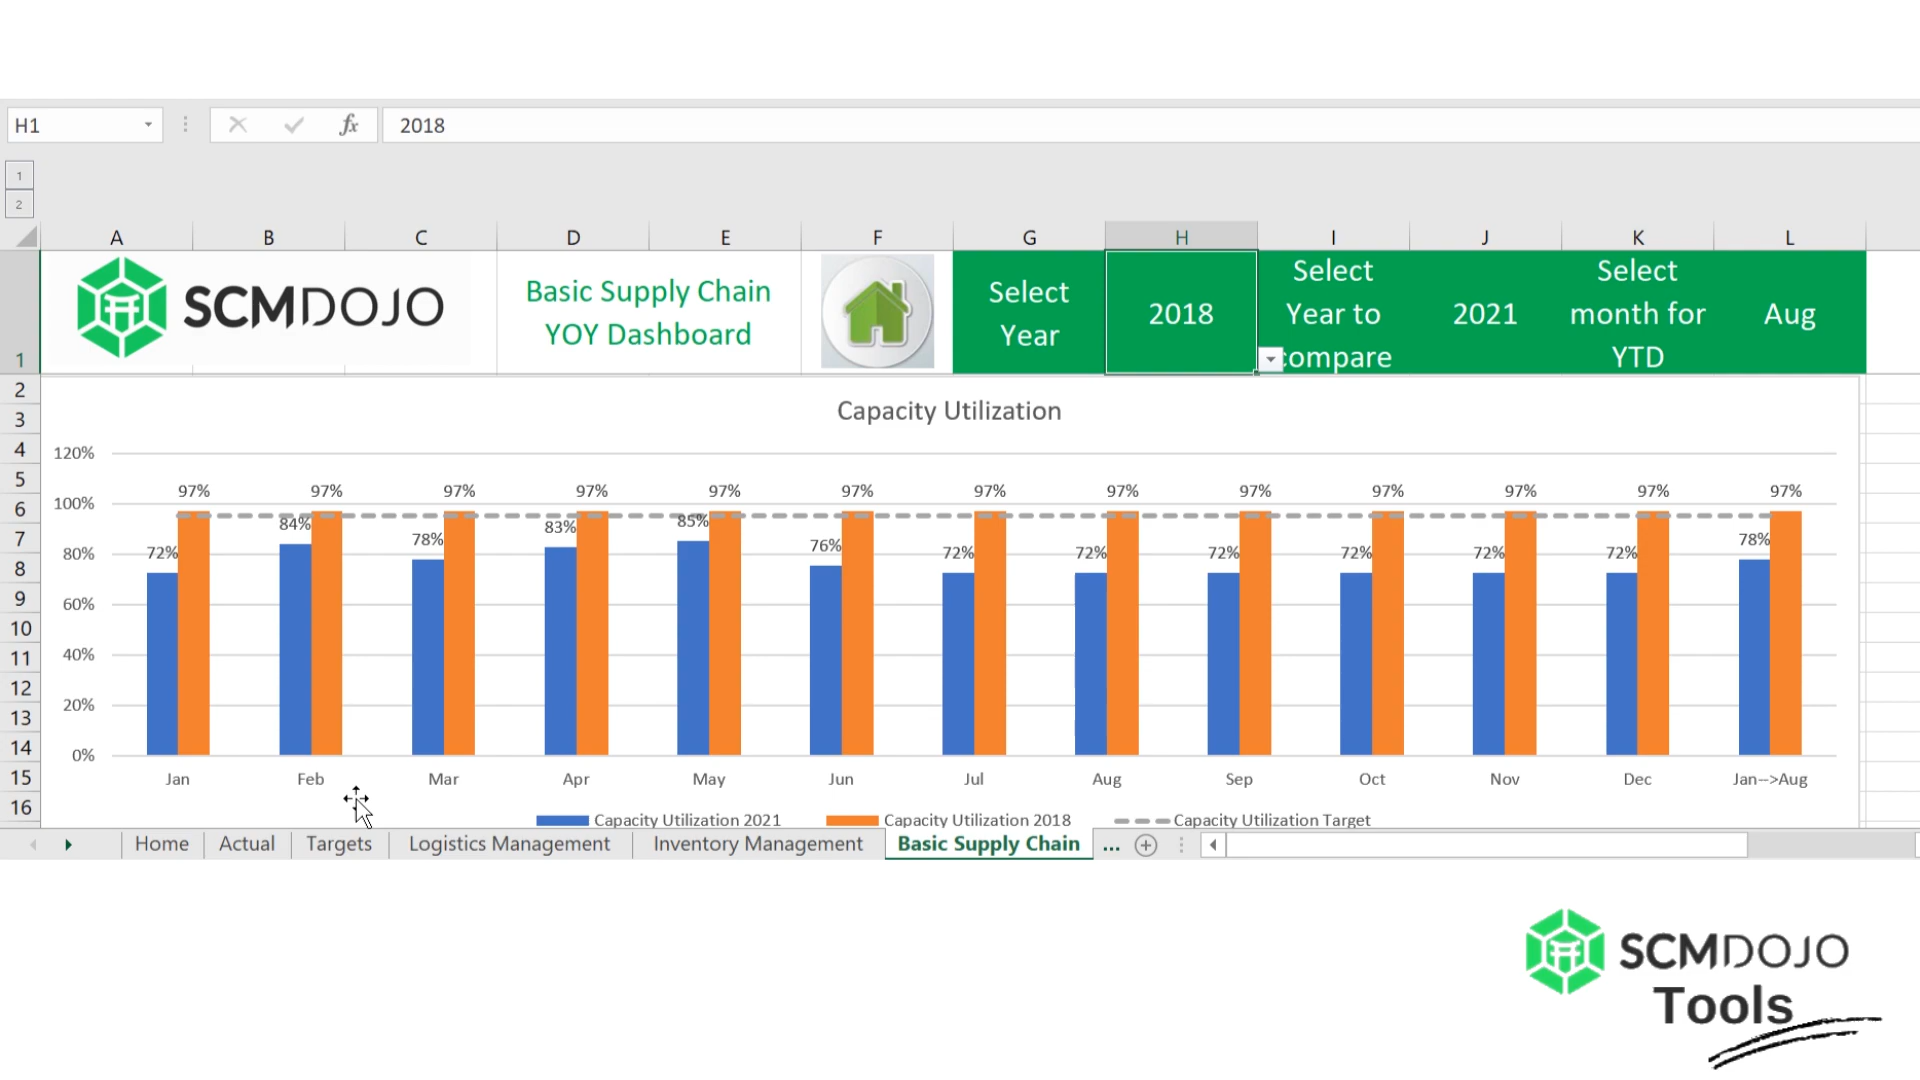 H1
fx
2018
1
2
A B C D E F G H I J K L
SCMDOJO
Basic Supply Chain
YOY Dashboard
Select
Year
2018
Select
Year to
compare
2021
Select
month for
YTD
Aug
1
2
3
4
5
6
7
8
9
10
11
12
13
14
15
16
Capacity Utilization
120%
100%
80%
60%
40%
20%
0%
97% 97% 97% 97% 97% 97% 97% 97% 97% 97% 97% 97% 97%
72% 84% 78% 83% 85% 76% 72% 72% 72% 72% 72% 72% 78%
Jan Feb Mar Apr May Jun Jul Aug Sep Oct Nov Dec Jan-->Aug
Capacity Utilization 2021 Capacity Utilization 2018 Capacity Utilization Target
Home Actual Targets Logistics Management Inventory Management Basic Supply Chain ...
SCMDOJO
Tools